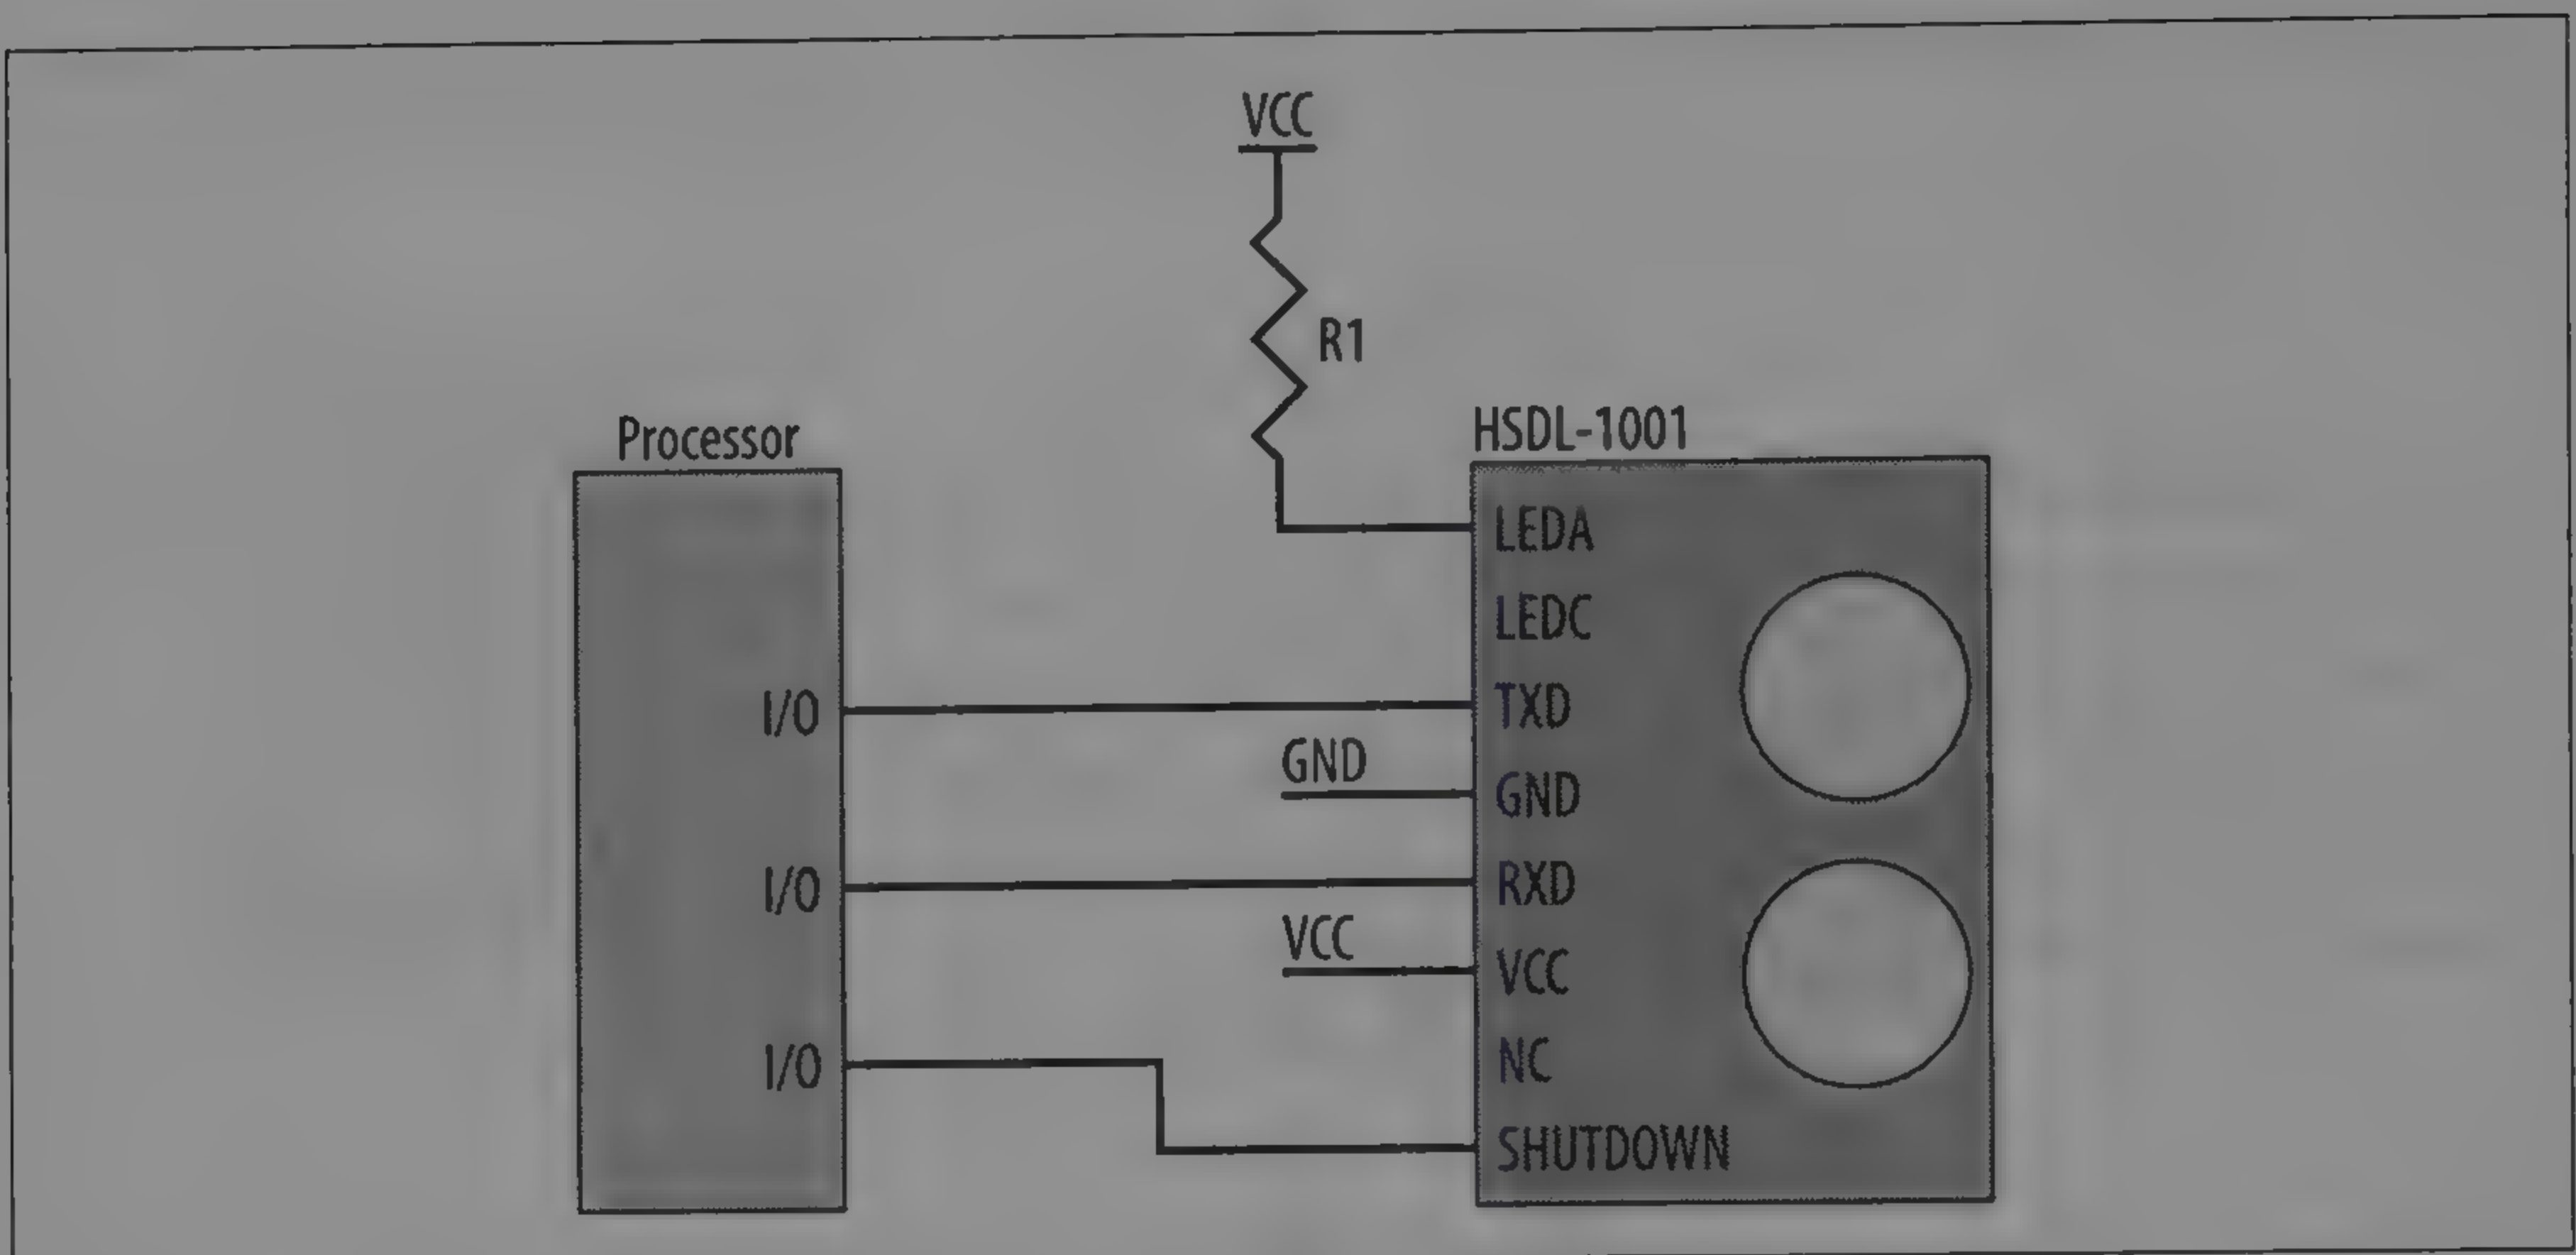 VCC
R1
Processor
HSDL-1001
LEDA
LEDC
I/O
TXD
GND
GND
I/O
RXD
VCC
VCC
NC
I/O
SHUTDOWN